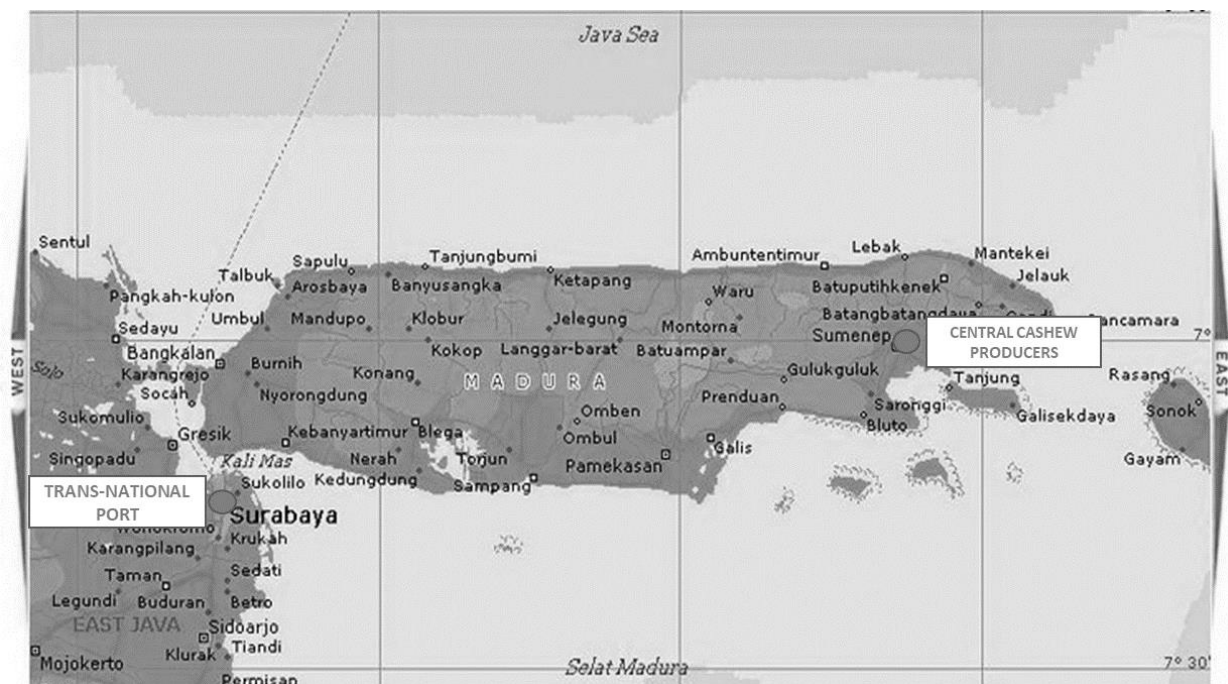 Java Sea
Sentul
Sapulu
Tanjungbumi
Ambuntentimur
Lebak
Mantekei
Talbuk
Arosbaya
Banyusangka
Ketapang
Batuputihkenek
Jelauk
Pangkah-kulon
Waru
Umbul
Mandupo
Klobur
Jelegung
Montorna
Batangbatangdaya
Sedayu
Sumenep
CENTRAL CASHEW
PRODUCERS
7°
Bangkalan
Kokop
Langgar-barat
Batuampar
WEST
EAST
Solo
Karangrejo
Burnih
Konang
MADURA
Gulukguluk
Tanjung
Rasang
Socah
Nyorongdung
Prenduan
Saronggi
Galisekdaya
Sonok
Sukomulio
Omben
Bluto
Gresik
Kebanyartimur
Blega
Ombul
Galis
Singopadu
Kali Mas
Nerah
Torjun
Pamekasan
Gayam
Kedungdung
Sampang
TRANS-NATIONAL
PORT
Sukolilo
Surabaya
Krukah
Karangpilang
Taman
Sedati
Legundi
Buduran
Betro
EAST JAVA
Sidoarjo
Klurak
Tiandi
Mojokerto
Selat Madura
7° 30'
Permisan